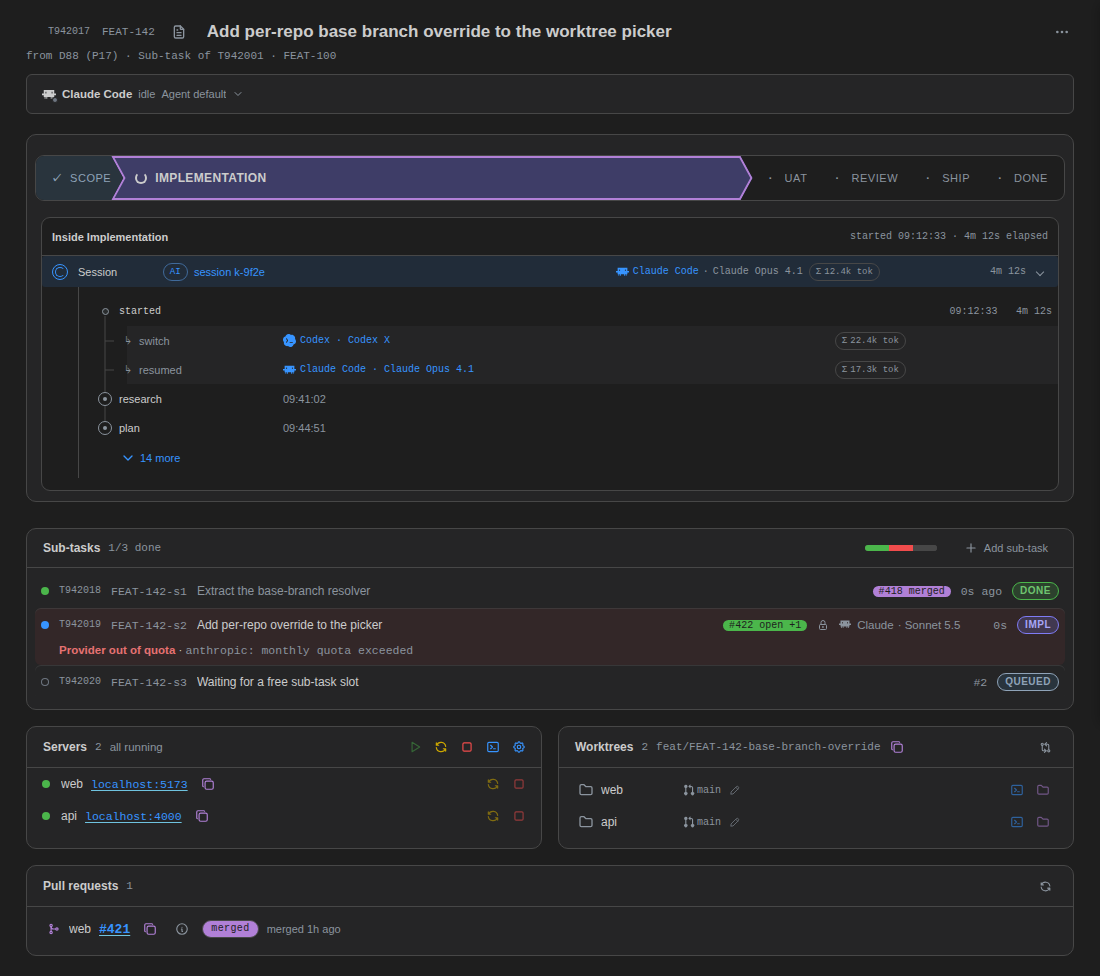 T942017 FEAT-142 Add per-repo base branch override to the worktree picker
from D88 (P17) · Sub-task of T942001 · FEAT-100
Claude Code idle Agent default
SCOPE IMPLEMENTATION · UAT · REVIEW · SHIP · DONE
Inside Implementation started 09:12:33 · 4m 12s elapsed
Session AI session k-9f2e Claude Code · Claude Opus 4.1 Σ 12.4k tok 4m 12s
started 09:12:33 4m 12s
↳ switch Codex · Codex X Σ 22.4k tok
↳ resumed Claude Code · Claude Opus 4.1 Σ 17.3k tok
research 09:41:02
plan 09:44:51
14 more
Sub-tasks 1/3 done + Add sub-task
T942018 FEAT-142-s1 Extract the base-branch resolver #418 merged 0s ago DONE
T942019 FEAT-142-s2 Add per-repo override to the picker #422 open +1 Claude · Sonnet 5.5 0s IMPL
Provider out of quota · anthropic: monthly quota exceeded
T942020 FEAT-142-s3 Waiting for a free sub-task slot #2 QUEUED
Servers 2 all running
web localhost:5173
api localhost:4000
Worktrees 2 feat/FEAT-142-base-branch-override
web main
api main
Pull requests 1
web #421 merged merged 1h ago